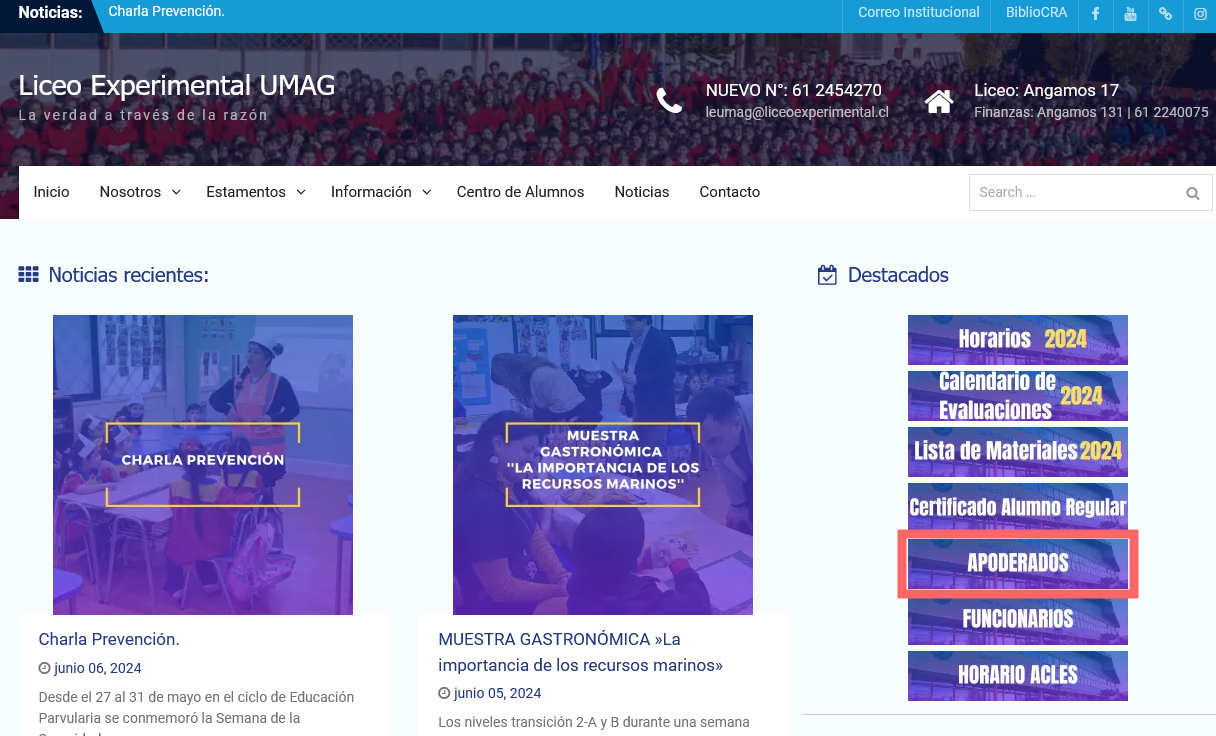 Noticias:
Charla Prevención.
Correo Institucional
BiblioCRA
Liceo Experimental UMAG
La verdad a través de la razón
NUEVO N°: 61 2454270
leumag@liceoexperimental.cl
Liceo: Angamos 17
Finanzas: Angamos 131 | 61 2240075
Inicio
Nosotros
Estamentos
Información
Centro de Alumnos
Noticias
Contacto
Search …
Noticias recientes:
CHARLA PREVENCIÓN
Charla Prevención.
junio 06, 2024
Desde el 27 al 31 de mayo en el ciclo de Educación
Parvularia se conmemoró la Semana de la
MUESTRA
GASTRONÓMICA
''LA IMPORTANCIA DE LOS
RECURSOS MARINOS''
MUESTRA GASTRONÓMICA »La
importancia de los recursos marinos»
junio 05, 2024
Los niveles transición 2-A y B durante una semana
Destacados
Horarios 2024
Calendario de
Evaluaciones 2024
Lista de Materiales 2024
Certificado Alumno Regular
APODERADOS
FUNCIONARIOS
HORARIO ACLES